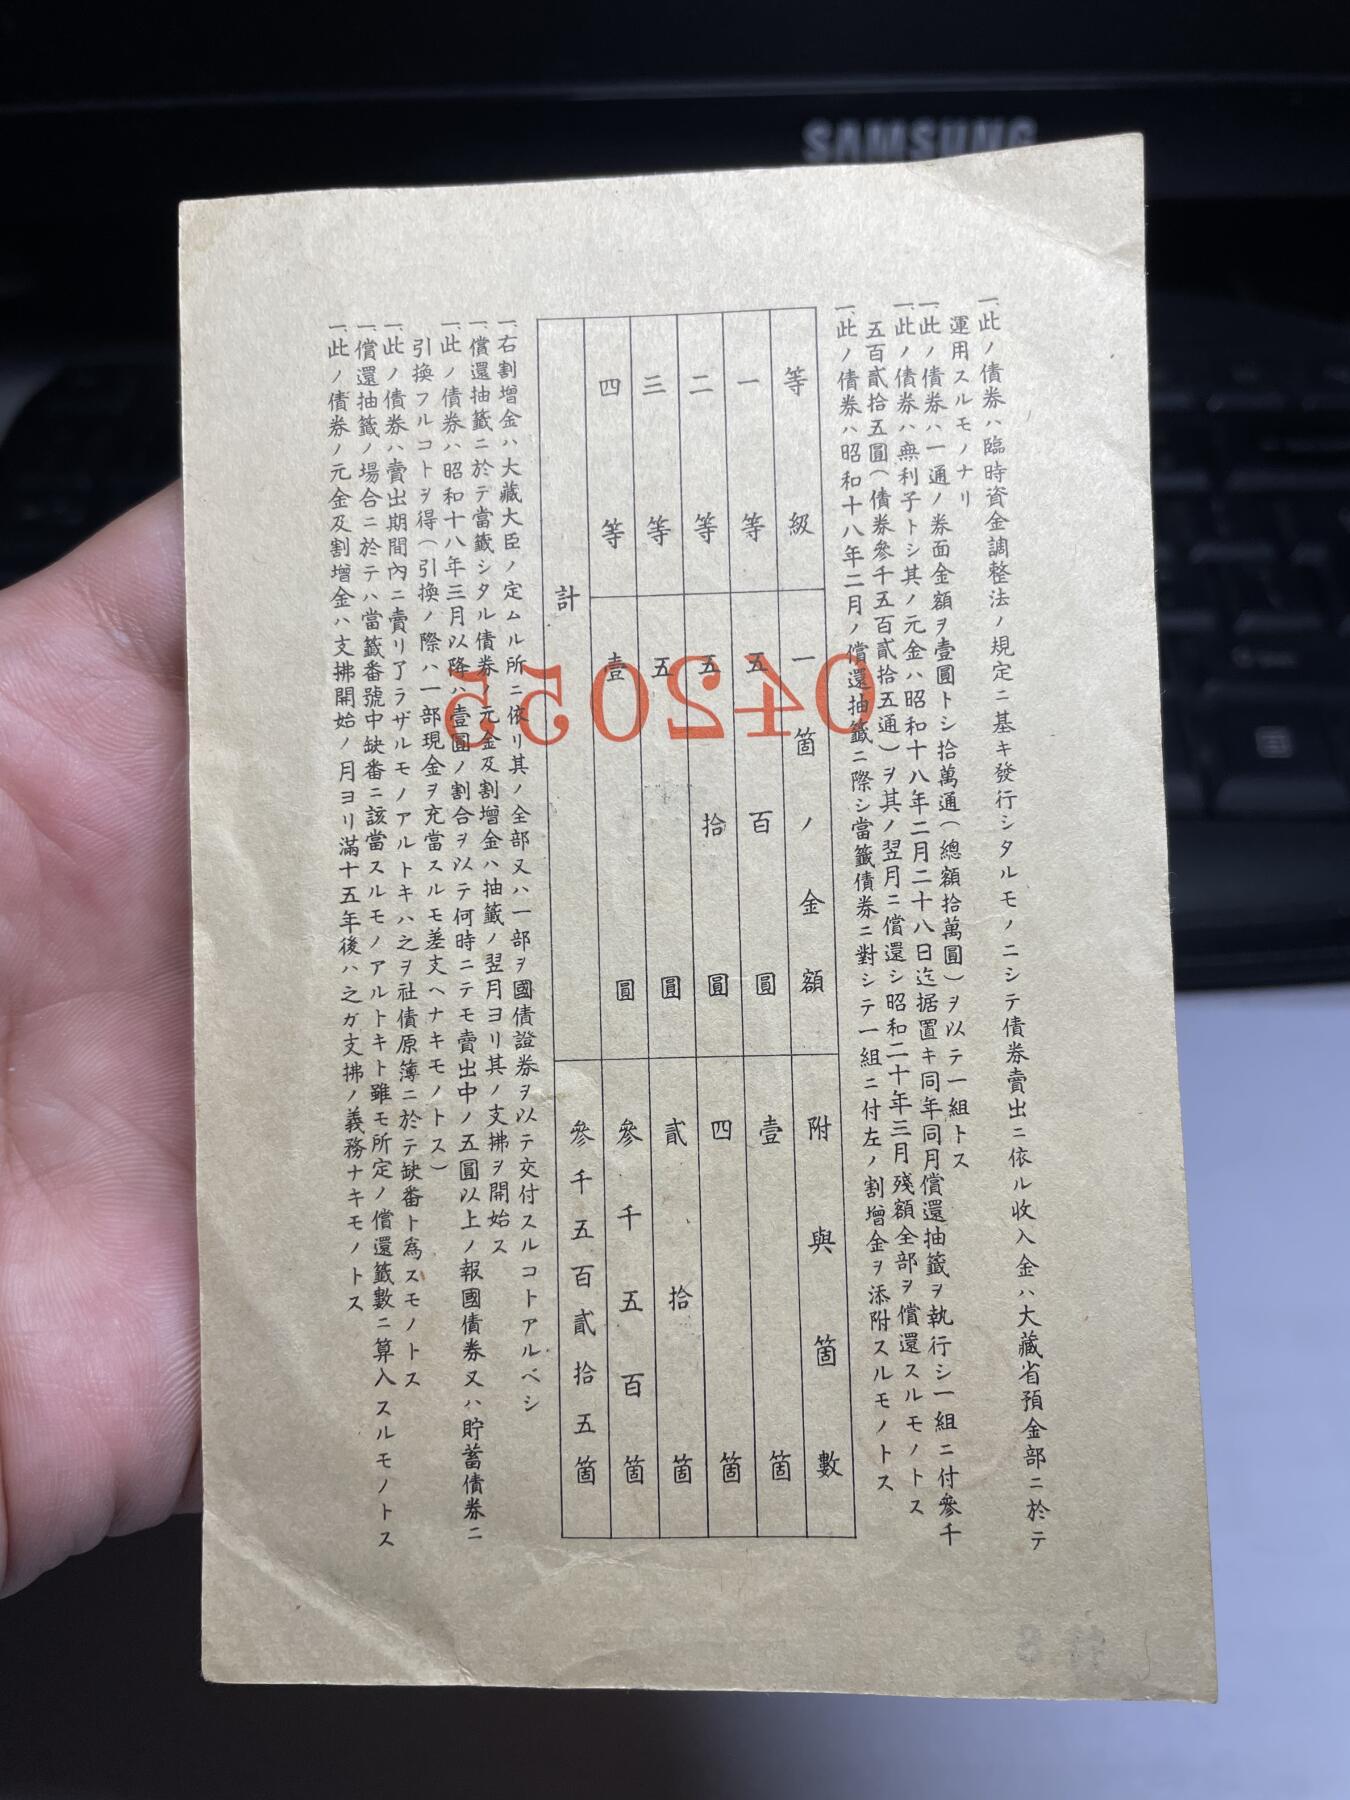 SAMSUNG
一、此ノ債券ハ臨時資金調整法ノ規定ニ基キ發行シタルモノニシテ債券賣出ニ依ル收入金ハ大藏省預金部ニ於テ
運用スルモノナリ
一、此ノ債券ハ一通ノ券面金額ヲ壹圓トシ拾萬通(總額拾萬圓)ヲ以テ一組トス
一、此ノ債券ハ無利子トシ其ノ元金ハ昭和十八年二月二十八日迄据置キ同年同月償還抽籤ヲ執行シ一組ニ付參千
五百貳拾五圓(債券參千五百貳拾五通)ヲ其ノ翌月ニ償還シ昭和二十年三月殘額全部ヲ償還スルモノトス
一、此ノ債券ハ昭和十八年二月ノ償還抽籤ニ際シ當籤債券ニ對シテ一組ニ付左ノ割增金ヲ添附スルモノトス
等級 一箇ノ金額 附與箇數
一等 五百圓 壹箇
二等 五拾圓 四箇
三等 五圓 貳拾箇
四等 壹圓 參千五百箇
計 參千五百貳拾五箇
一、右割增金ハ大藏大臣ノ定ムル所ニ依リ其ノ全部又ハ一部ヲ國債證券ヲ以テ交付スルコトアルベシ
一、償還抽籤ニ於テ當籤シタル債券ノ元金及割增金ハ抽籤ノ翌月ヨリ其ノ支拂ヲ開始ス
一、此ノ債券ハ昭和十八年三月以降ハ壹圓ノ割合ヲ以テ何時ニテモ賣出中ノ五圓以上ノ報國債券又ハ貯蓄債券ニ
引換フルコトヲ得(引換ノ際ハ一部現金ヲ充當スルモ差支ヘナキモノトス)
一、此ノ債券ハ賣出期間內ニ賣リ了ラザルモノアルトキハ之ヲ社債原簿ニ於テ缺番ト爲スモノトス
一、償還抽籤ノ場合ニ於テハ當籤番號中缺番ニ該當スルモノアルトキト雖モ所定ノ償還籤數ニ算入スルモノトス
一、此ノ債券ノ元金及割增金ハ支拂開始ノ月ヨリ滿十五年後ハ之ガ支拂ノ義務ナキモノトス
042055